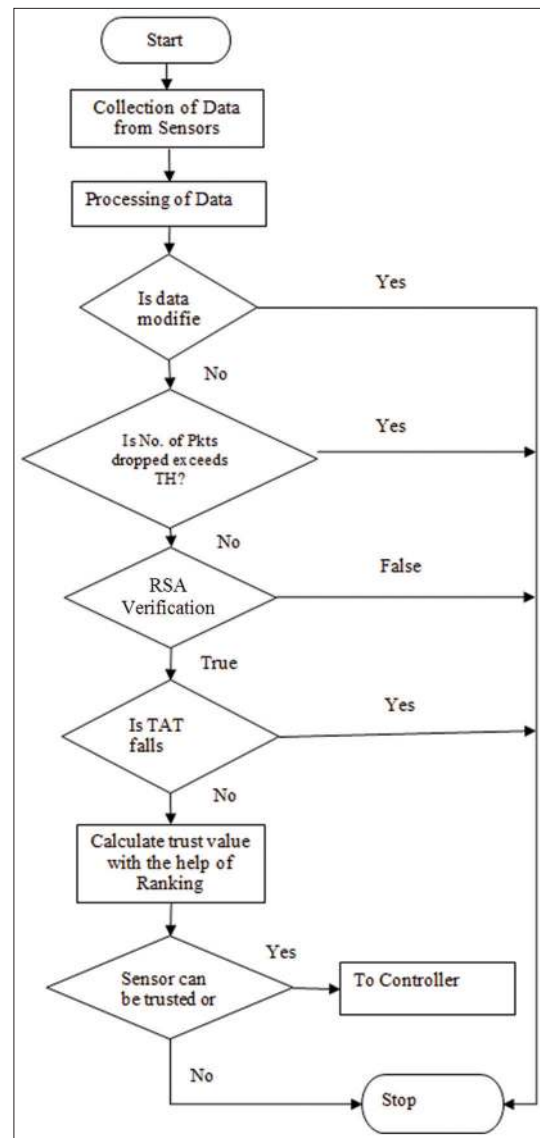 Start
Collection of Data
from Sensors
Processing of Data
Is data
modifie
Yes
No
Is No. of Pkts
dropped exceeds
TH?
Yes
No
RSA
Verification
False
True
Is TAT
falls
Yes
No
Calculate trust value
with the help of
Ranking
Sensor can
be trusted or
Yes
To Controller
No
Stop